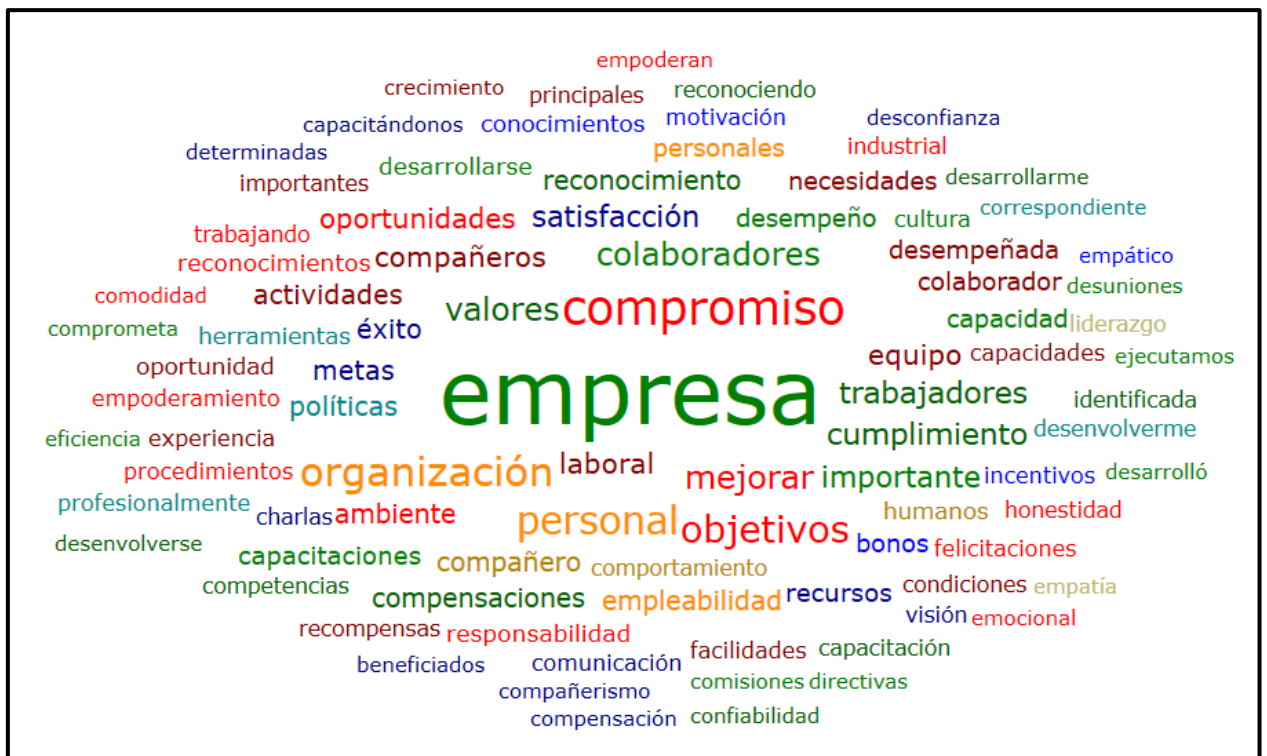 empoderan
crecimiento principales reconociendo
capacitándonos conocimientos motivación desconfianza
determinadas desarrollarse personales industrial
importantes reconocimiento necesidades desarrollarme
trabajando oportunidades satisfacción desempeño cultura correspondiente
reconocimientos compañeros colaboradores desempeñada empático
comodidad actividades valores compromiso colaborador desuniones
comprometa herramientas éxito capacidad liderazgo
oportunidad metas empresa equipo capacidades ejecutamos
empoderamiento políticas trabajadores identificada
eficiencia experiencia cumplimiento desenvolverme
procedimientos organización laboral mejorar importante incentivos desarrolló
profesionalmente charlas ambiente personal objetivos humanos honestidad
desenvolverse capacitaciones compañero comportamiento bonos felicitaciones
competencias compensaciones empleabilidad recursos condiciones empatía
recompensas responsabilidad visión emocional
beneficiados comunicación facilidades capacitación
compañerismo comisiones directivas
compensación confiabilidad